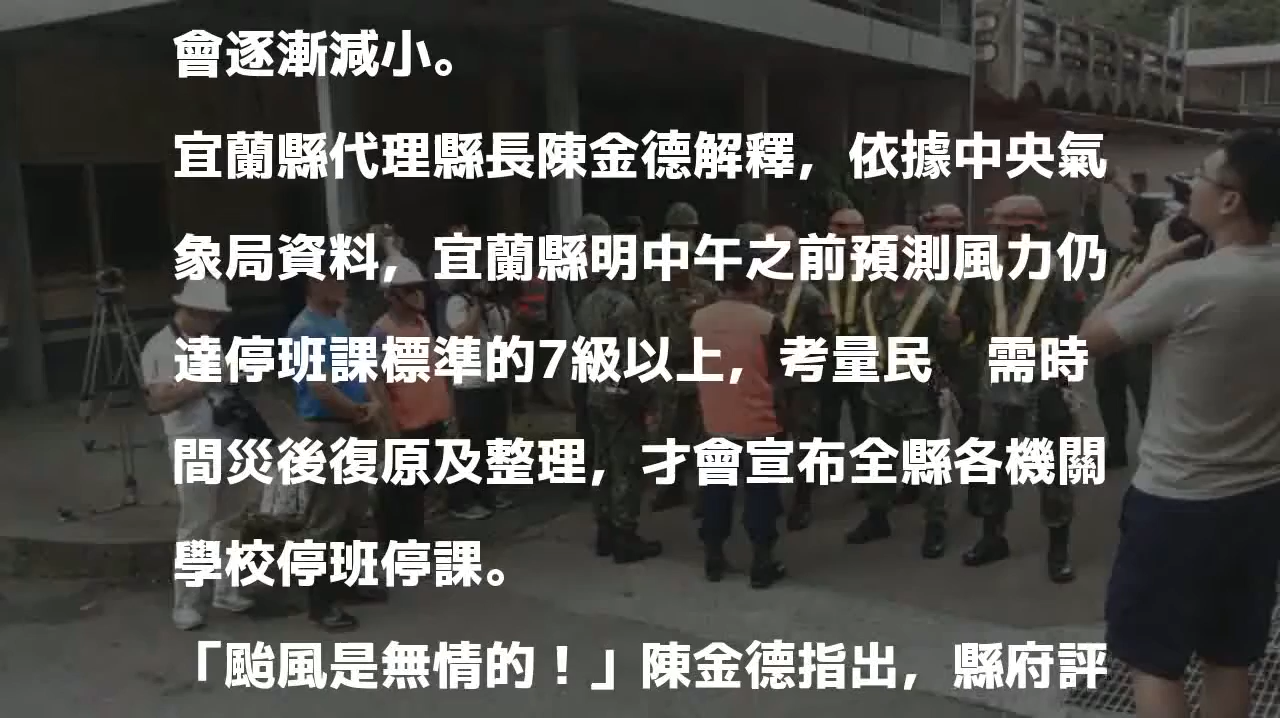 會逐漸減小。
宜蘭縣代理縣長陳金德解釋，依據中央氣
象局資料，宜蘭縣明中午之前預測風力仍
達停班課標準的7級以上，考量民　需時
間災後復原及整理，才會宣布全縣各機關
學校停班停課。
「颱風是無情的！」陳金德指出，縣府評